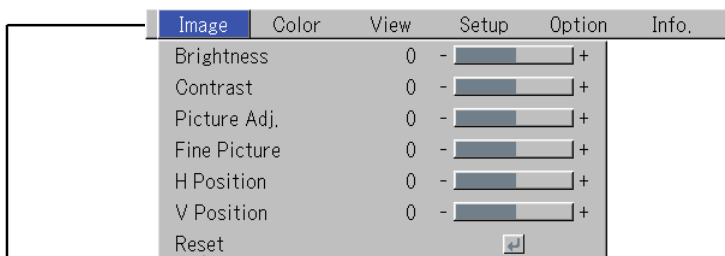 Image Color View Setup Option Info.
Brightness 0 - +
Contrast 0 - +
Picture Adj. 0 - +
Fine Picture 0 - +
H Position 0 - +
V Position 0 - +
Reset